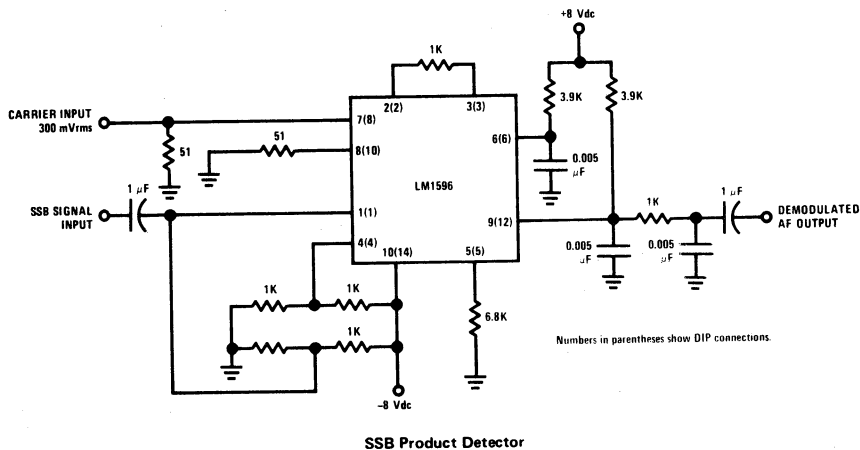 +8 Vdc
1K
3.9K
3.9K
CARRIER INPUT
300 mVrms
2(2)
3(3)
7(8)
6(6)
51
51
8(10)
0.005
μF
1 μF
LM1596
1K
1 μF
SSB SIGNAL
INPUT
1(1)
9(12)
DEMODULATED
AF OUTPUT
4(4)
10(14)
5(5)
0.005
μF
0.005
μF
1K
1K
1K
6.8K
Numbers in parentheses show DIP connections.
–8 Vdc
SSB Product Detector